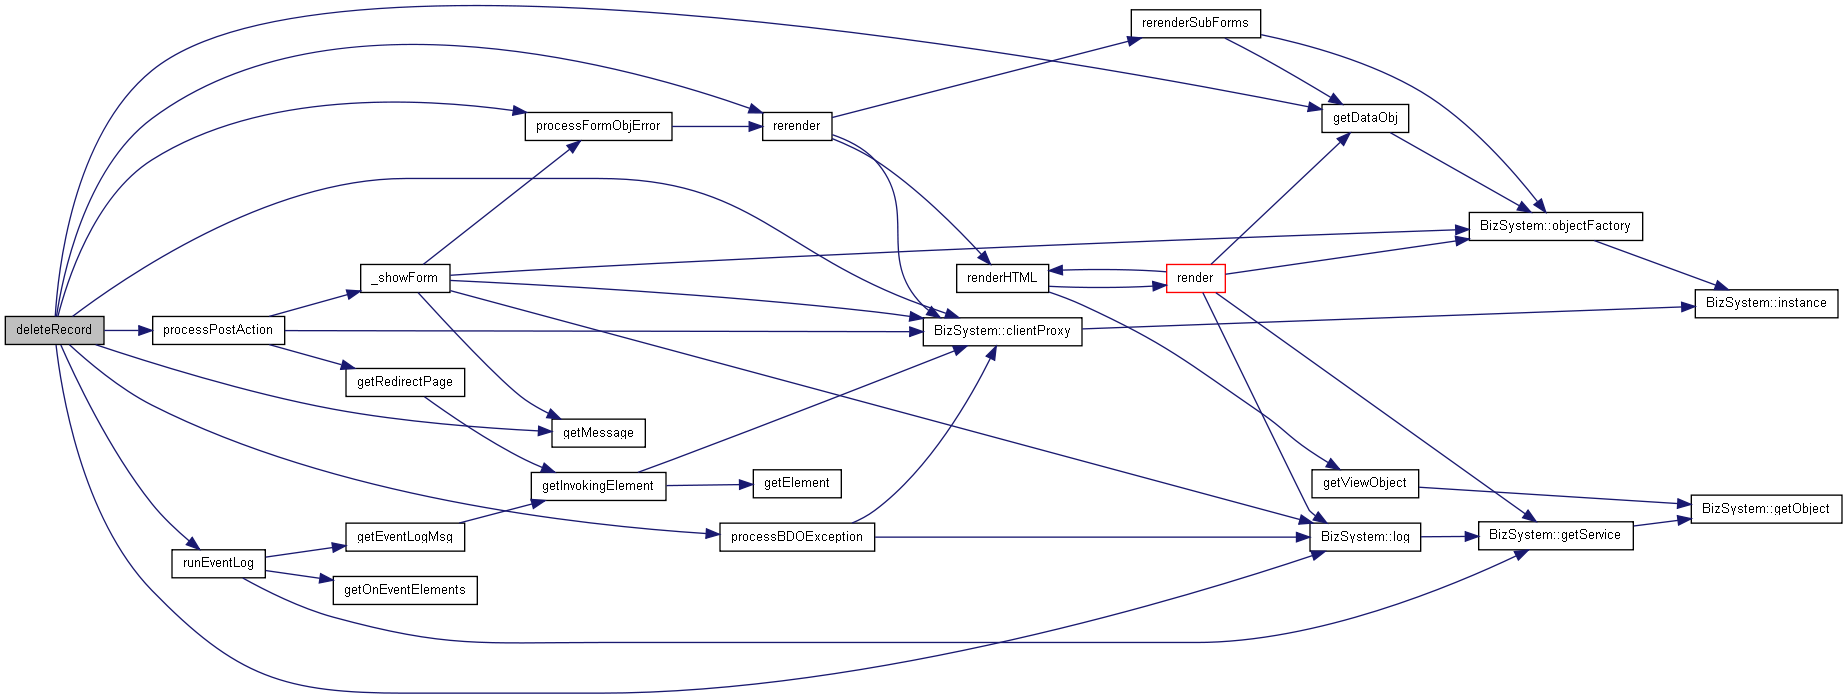 rerenderSubForms
getDataObj
processFormObjError
rerender
BizSystem::objectFactory
_showForm
renderHTML
render
BizSystem::instance
deleteRecord
processPostAction
BizSystem::clientProxy
getRedirectPage
getMessage
getInvokingElement
getElement
getViewObject
BizSystem::getObject
getEventLogMsg
processBDOException
BizSystem::log
BizSystem::getService
runEventLog
getOnEventElements